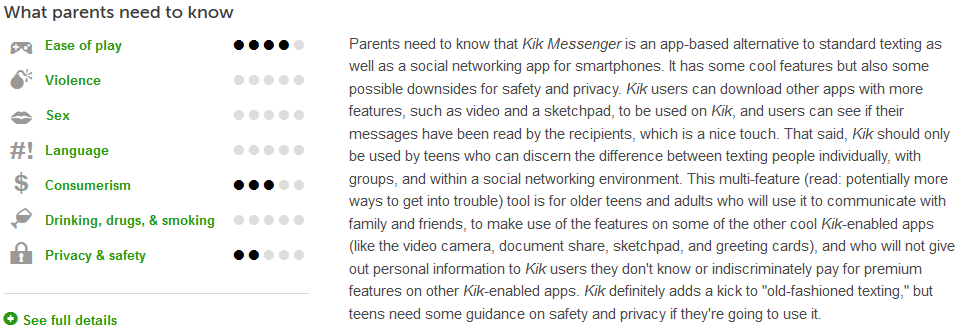 What parents need to know
Ease of play
Violence
Sex
#! Language
$ Consumerism
Drinking, drugs, & smoking
Privacy & safety
See full details
Parents need to know that Kik Messenger is an app-based alternative to standard texting as
well as a social networking app for smartphones. It has some cool features but also some
possible downsides for safety and privacy. Kik users can download other apps with more
features, such as video and a sketchpad, to be used on Kik, and users can see if their
messages have been read by the recipients, which is a nice touch. That said, Kik should only
be used by teens who can discern the difference between texting people individually, with
groups, and within a social networking environment. This multi-feature (read: potentially more
ways to get into trouble) tool is for older teens and adults who will use it to communicate with
family and friends, to make use of the features on some of the other cool Kik-enabled apps
(like the video camera, document share, sketchpad, and greeting cards), and who will not give
out personal information to Kik users they don't know or indiscriminately pay for premium
features on other Kik-enabled apps. Kik definitely adds a kick to "old-fashioned texting," but
teens need some guidance on safety and privacy if they're going to use it.